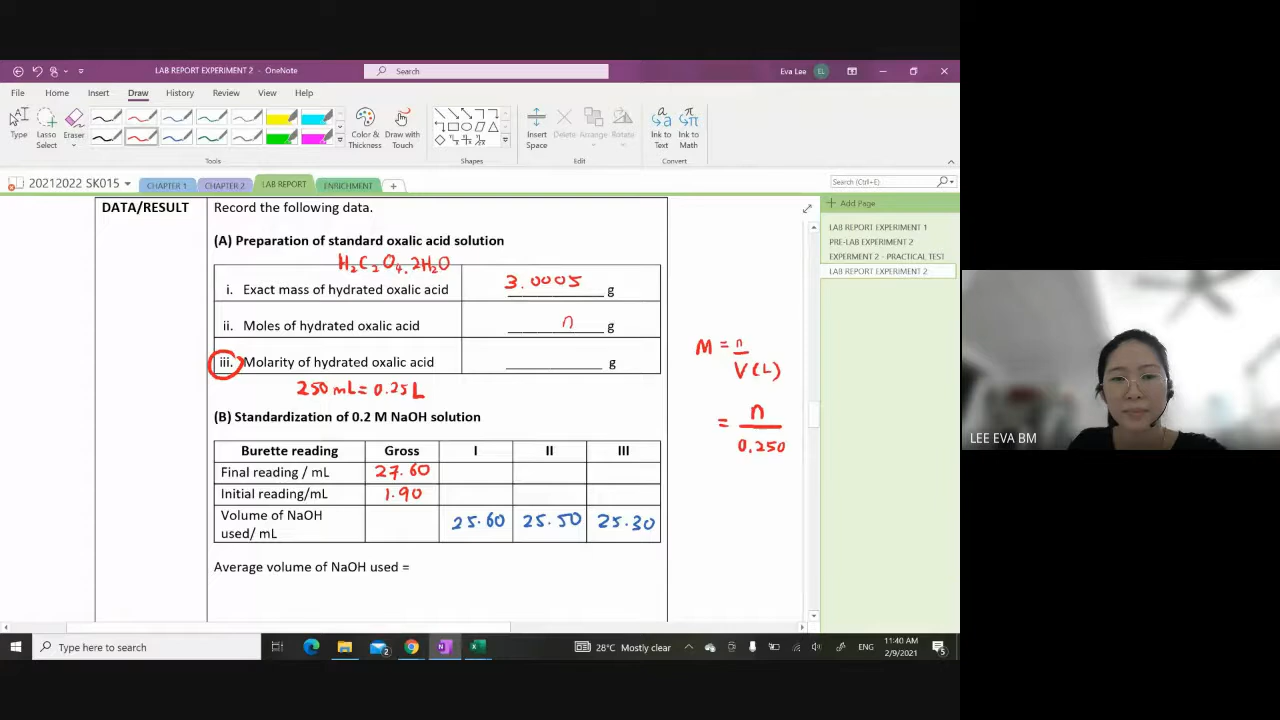 LAB REPORT EXPERIMENT 2 - OneNote
Search
Eva Lee EL
File Home Insert Draw History Review View Help
Type
Lasso Select
Eraser
Color & Thickness
Draw with Touch
Insert Space
Delete
Arrange
Rotate
Ink to Text
Ink to Math
Tools
Shapes
Edit
Convert
20212022 SK015
CHAPTER 1
CHAPTER 2
LAB REPORT
ENRICHMENT
Search (Ctrl+E)
Add Page
LAB REPORT EXPERIMENT 1
PRE-LAB EXPERIMENT 2
EXPERIMENT 2 - PRACTICAL TEST
LAB REPORT EXPERIMENT 2
DATA/RESULT
Record the following data.
(A) Preparation of standard oxalic acid solution
H2C2O4.2H2O
i. Exact mass of hydrated oxalic acid 3.0005 g
ii. Moles of hydrated oxalic acid n g
iii. Molarity of hydrated oxalic acid g
250 mL = 0.25 L
M = n
V (L)
= n
0.250
(B) Standardization of 0.2 M NaOH solution
Burette reading Gross I II III
Final reading / mL 27.60
Initial reading/mL 1.90
Volume of NaOH used/ mL 25.60 25.50 25.30
Average volume of NaOH used =
LEE EVA BM
Type here to search
2
28°C Mostly clear
ENG
11:40 AM
2/9/2021
5